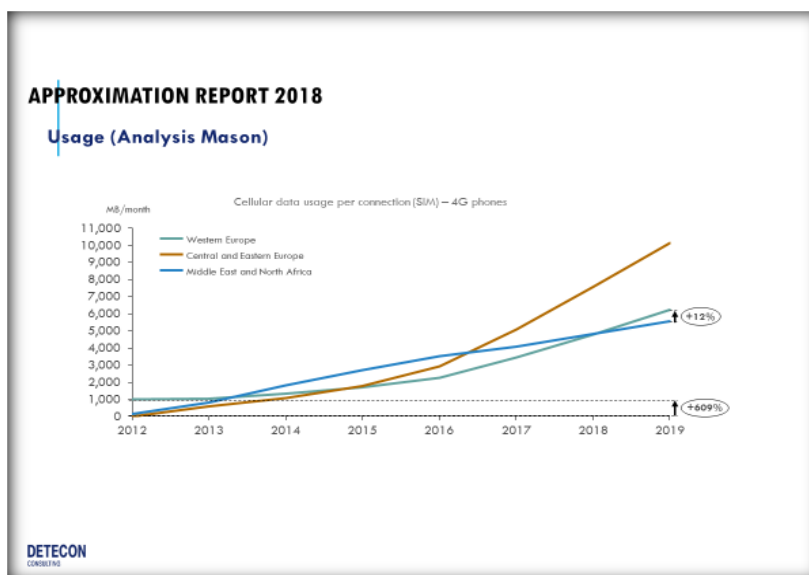 APPROXIMATION REPORT 2018
Usage (Analysis Mason)
Cellular data usage per connection (SIM) – 4G phones
MB/month
11,000
10,000
9,000
8,000
7,000
6,000
5,000
4,000
3,000
2,000
1,000
0
Western Europe
Central and Eastern Europe
Middle East and North Africa
+12%
+609%
2012 2013 2014 2015 2016 2017 2018 2019
DETECON
CONSULTING